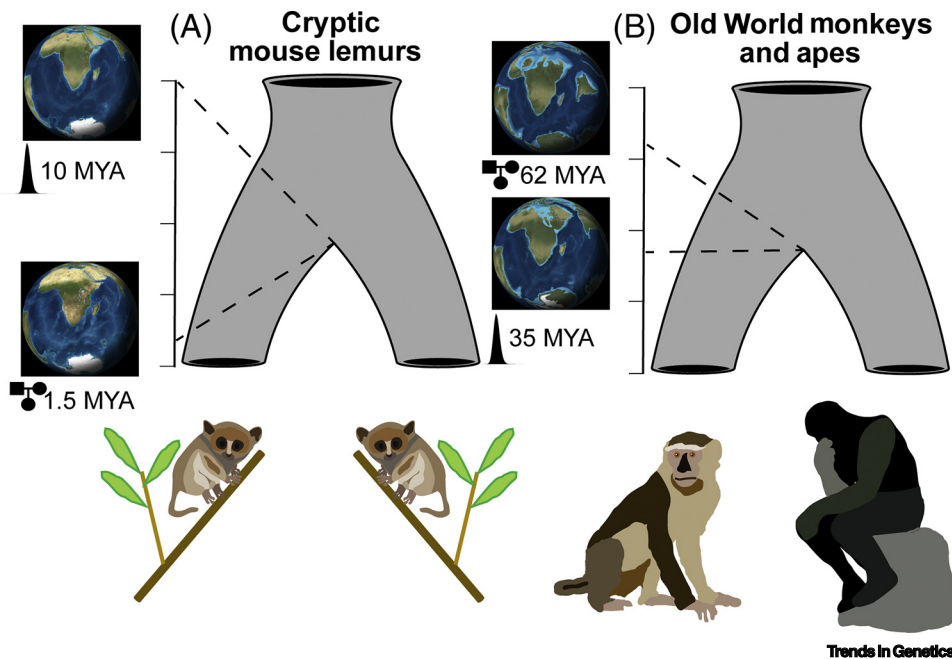 (A) Cryptic
mouse lemurs
10 MYA
1.5 MYA
(B) Old World monkeys
and apes
62 MYA
35 MYA
Trends in Genetics